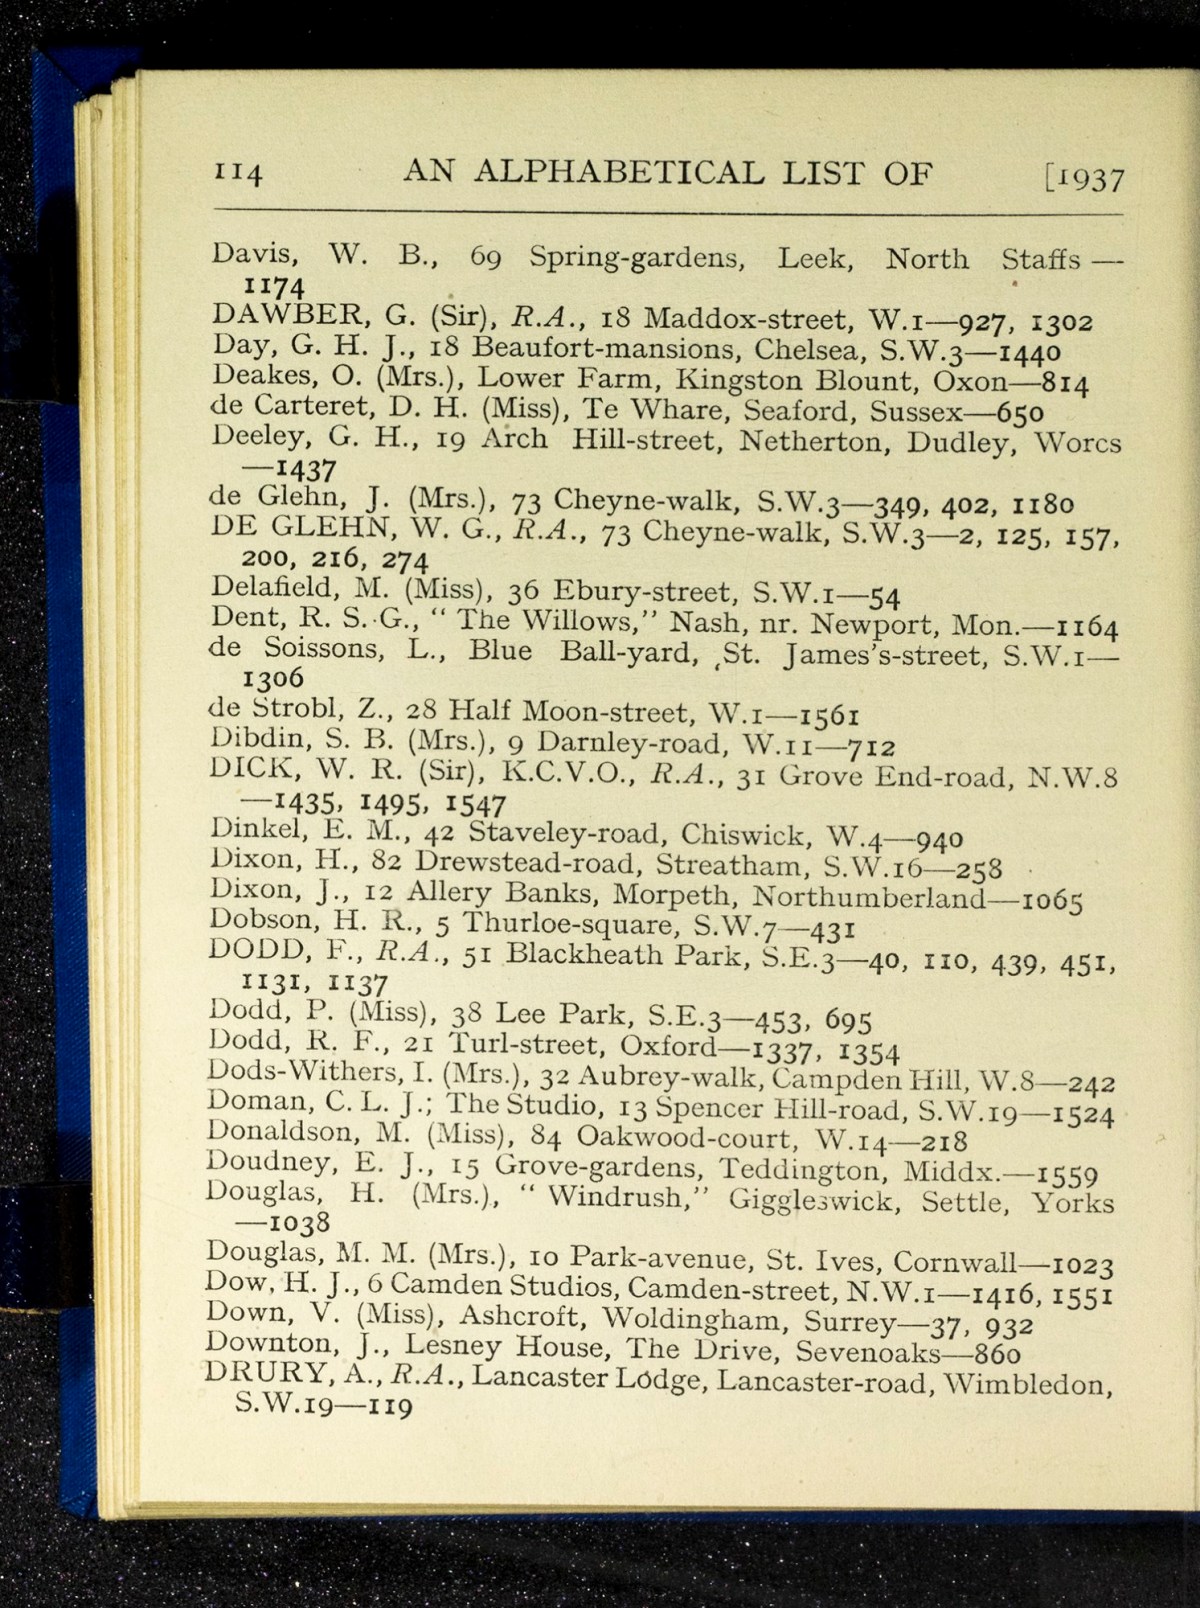 114 AN ALPHABETICAL LIST OF [1937
Davis, W. B., 69 Spring-gardens, Leek, North Staffs —
1174
DAWBER, G. (Sir), R.A., 18 Maddox-street, W.1—927, 1302
Day, G. H. J., 18 Beaufort-mansions, Chelsea, S.W.3—1440
Deakes, O. (Mrs.), Lower Farm, Kingston Blount, Oxon—814
de Carteret, D. H. (Miss), Te Whare, Seaford, Sussex—650
Deeley, G. H., 19 Arch Hill-street, Netherton, Dudley, Worcs
—1437
de Glehn, J. (Mrs.), 73 Cheyne-walk, S.W.3—349, 402, 1180
DE GLEHN, W. G., R.A., 73 Cheyne-walk, S.W.3—2, 125, 157,
200, 216, 274
Delafield, M. (Miss), 36 Ebury-street, S.W.1—54
Dent, R. S. G., “ The Willows,” Nash, nr. Newport, Mon.—1164
de Soissons, L., Blue Ball-yard, St. James's-street, S.W.1—
1306
de Strobl, Z., 28 Half Moon-street, W.1—1561
Dibdin, S. B. (Mrs.), 9 Darnley-road, W.11—712
DICK, W. R. (Sir), K.C.V.O., R.A., 31 Grove End-road, N.W.8
—1435, 1495, 1547
Dinkel, E. M., 42 Staveley-road, Chiswick, W.4—940
Dixon, H., 82 Drewstead-road, Streatham, S.W.16—258
Dixon, J., 12 Allery Banks, Morpeth, Northumberland—1065
Dobson, H. R., 5 Thurloe-square, S.W.7—431
DODD, F., R.A., 51 Blackheath Park, S.E.3—40, 110, 439, 451,
1131, 1137
Dodd, P. (Miss), 38 Lee Park, S.E.3—453, 695
Dodd, R. F., 21 Turl-street, Oxford—1337, 1354
Dods-Withers, I. (Mrs.), 32 Aubrey-walk, Campden Hill, W.8—242
Doman, C. L. J.; The Studio, 13 Spencer Hill-road, S.W.19—1524
Donaldson, M. (Miss), 84 Oakwood-court, W.14—218
Doudney, E. J., 15 Grove-gardens, Teddington, Middx.—1559
Douglas, H. (Mrs.), “ Windrush,” Giggleswick, Settle, Yorks
—1038
Douglas, M. M. (Mrs.), 10 Park-avenue, St. Ives, Cornwall—1023
Dow, H. J., 6 Camden Studios, Camden-street, N.W.1—1416, 1551
Down, V. (Miss), Ashcroft, Woldingham, Surrey—37, 932
Downton, J., Lesney House, The Drive, Sevenoaks—860
DRURY, A., R.A., Lancaster Lodge, Lancaster-road, Wimbledon,
S.W.19—119